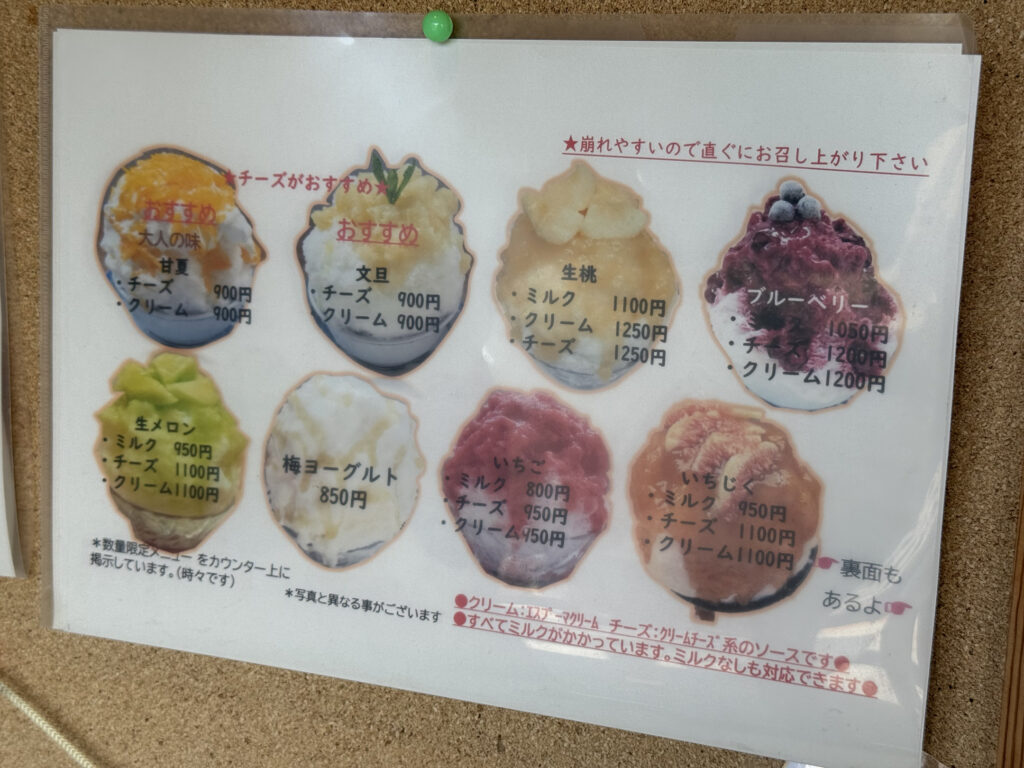 ★崩れやすいので直ぐにお召し上がり下さい
★チーズがおすすめ★
おすすめ
大人の味
甘夏
・チーズ 900円
・クリーム 900円
おすすめ
文旦
・チーズ 900円
・クリーム 900円
生桃
・ミルク 1100円
・クリーム 1250円
・チーズ 1250円
ブルーベリー
1050円
・チーズ 1200円
・クリーム1200円
生メロン
・ミルク 950円
・チーズ 1100円
・クリーム1100円
梅ヨーグルト
850円
いちご
・ミルク 800円
・チーズ 950円
・クリーム950円
いちじく
・ミルク 950円
・チーズ 1100円
・クリーム1100円
☛裏面も
あるよ☛
*数量限定メニュー をカウンター上に
掲示しています。(時々です)
*写真と異なる事がございます
●クリーム:ｴｽﾌﾟｰﾏｸﾘｰﾑ チーズ:ｸﾘｰﾑﾁｰｽﾞ系のソースです●
●すべてミルクがかかっています。ミルクなしも対応できます●